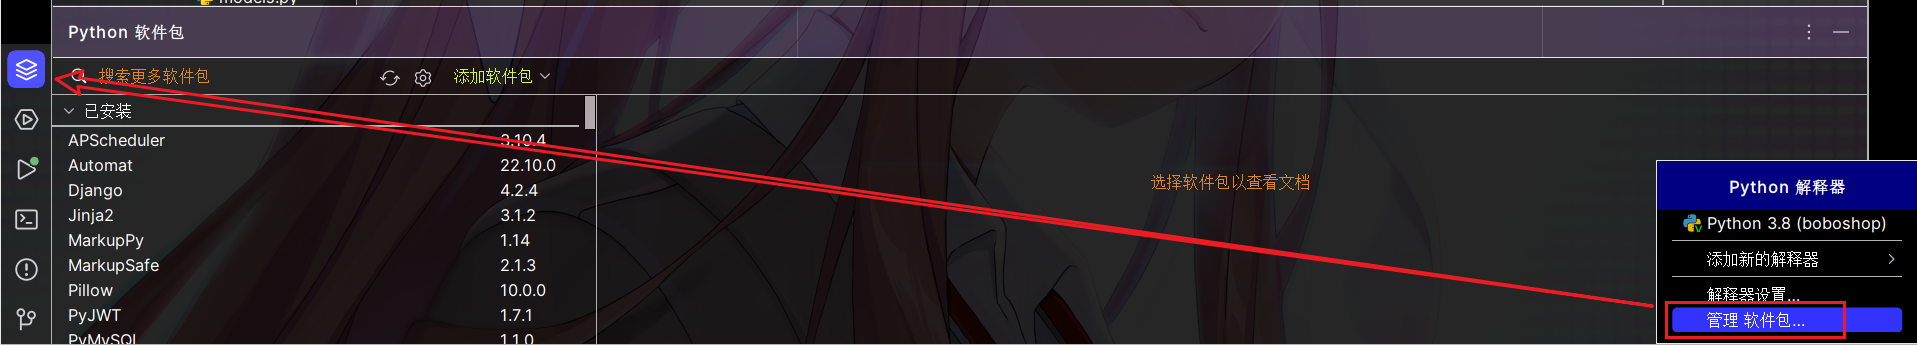 models.py
Python 软件包
搜索更多软件包
添加软件包
已安装
APScheduler 3.10.4
Automat 22.10.0
Django 4.2.4
Jinja2 3.1.2
MarkupPy 1.14
MarkupSafe 2.1.3
Pillow 10.0.0
PyJWT 1.7.1
PyMySQL 1.1.0
选择软件包以查看文档
Python 解释器
Python 3.8 (boboshop)
添加新的解释器
解释器设置...
管理 软件包...